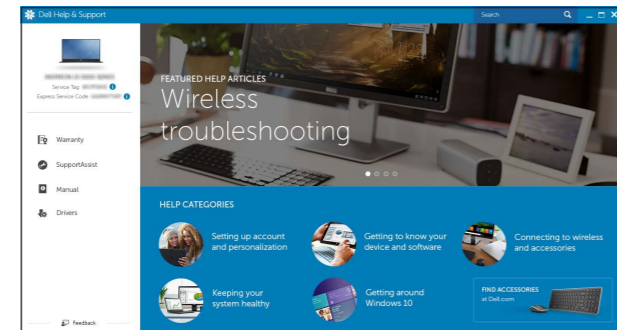 Dell Help & Support
Search
Service Tag:
Express Service Code:
Warranty
SupportAssist
Manual
Drivers
Feedback
FEATURED HELP ARTICLES
Wireless
troubleshooting
HELP CATEGORIES
Setting up account
and personalization
Getting to know your
device and software
Connecting to wireless
and accessories
Keeping your
system healthy
Getting around
Windows 10
FIND ACCESSORIES
at Dell.com